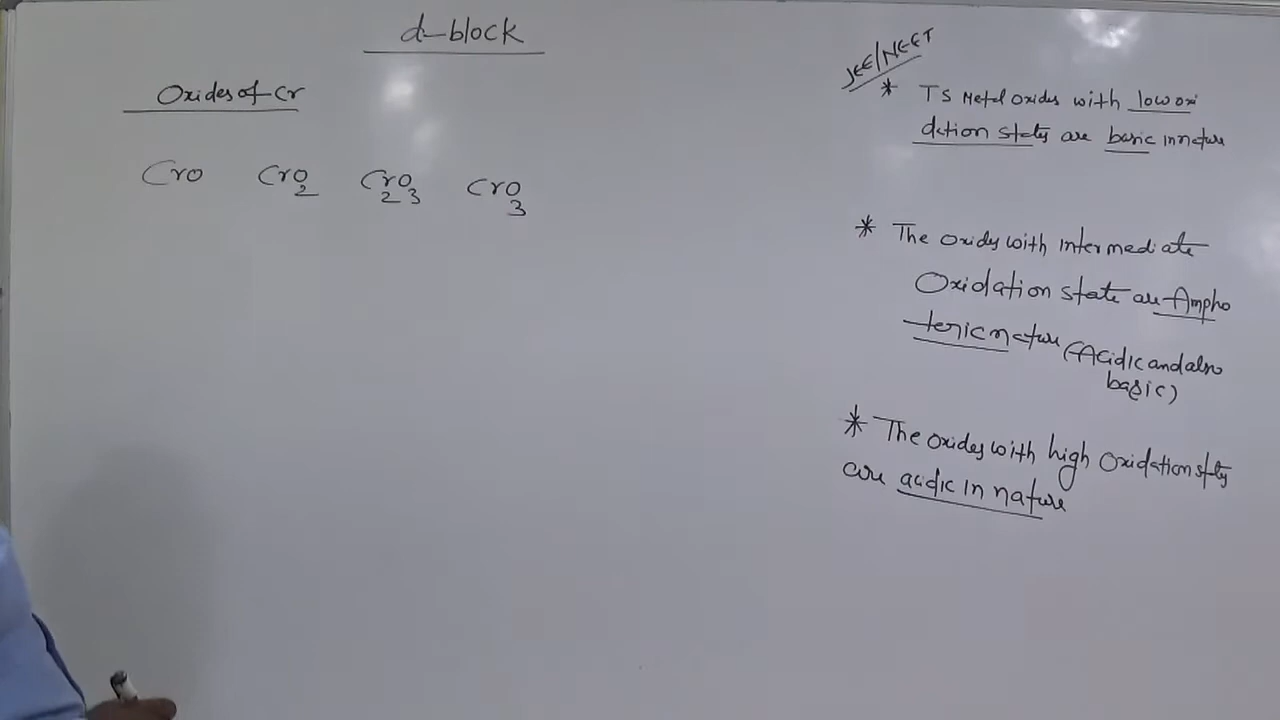 d-block
Oxides of Cr
CrO CrO2 Cr2O3 CrO3
JEE/NEET
* TS Metal oxides with low oxi
dation states are basic in nature
* The oxides with intermediate
Oxidation state are Ampho
teric nature (Acidic and also
basic)
* The oxides with high oxidation states
are acidic in nature